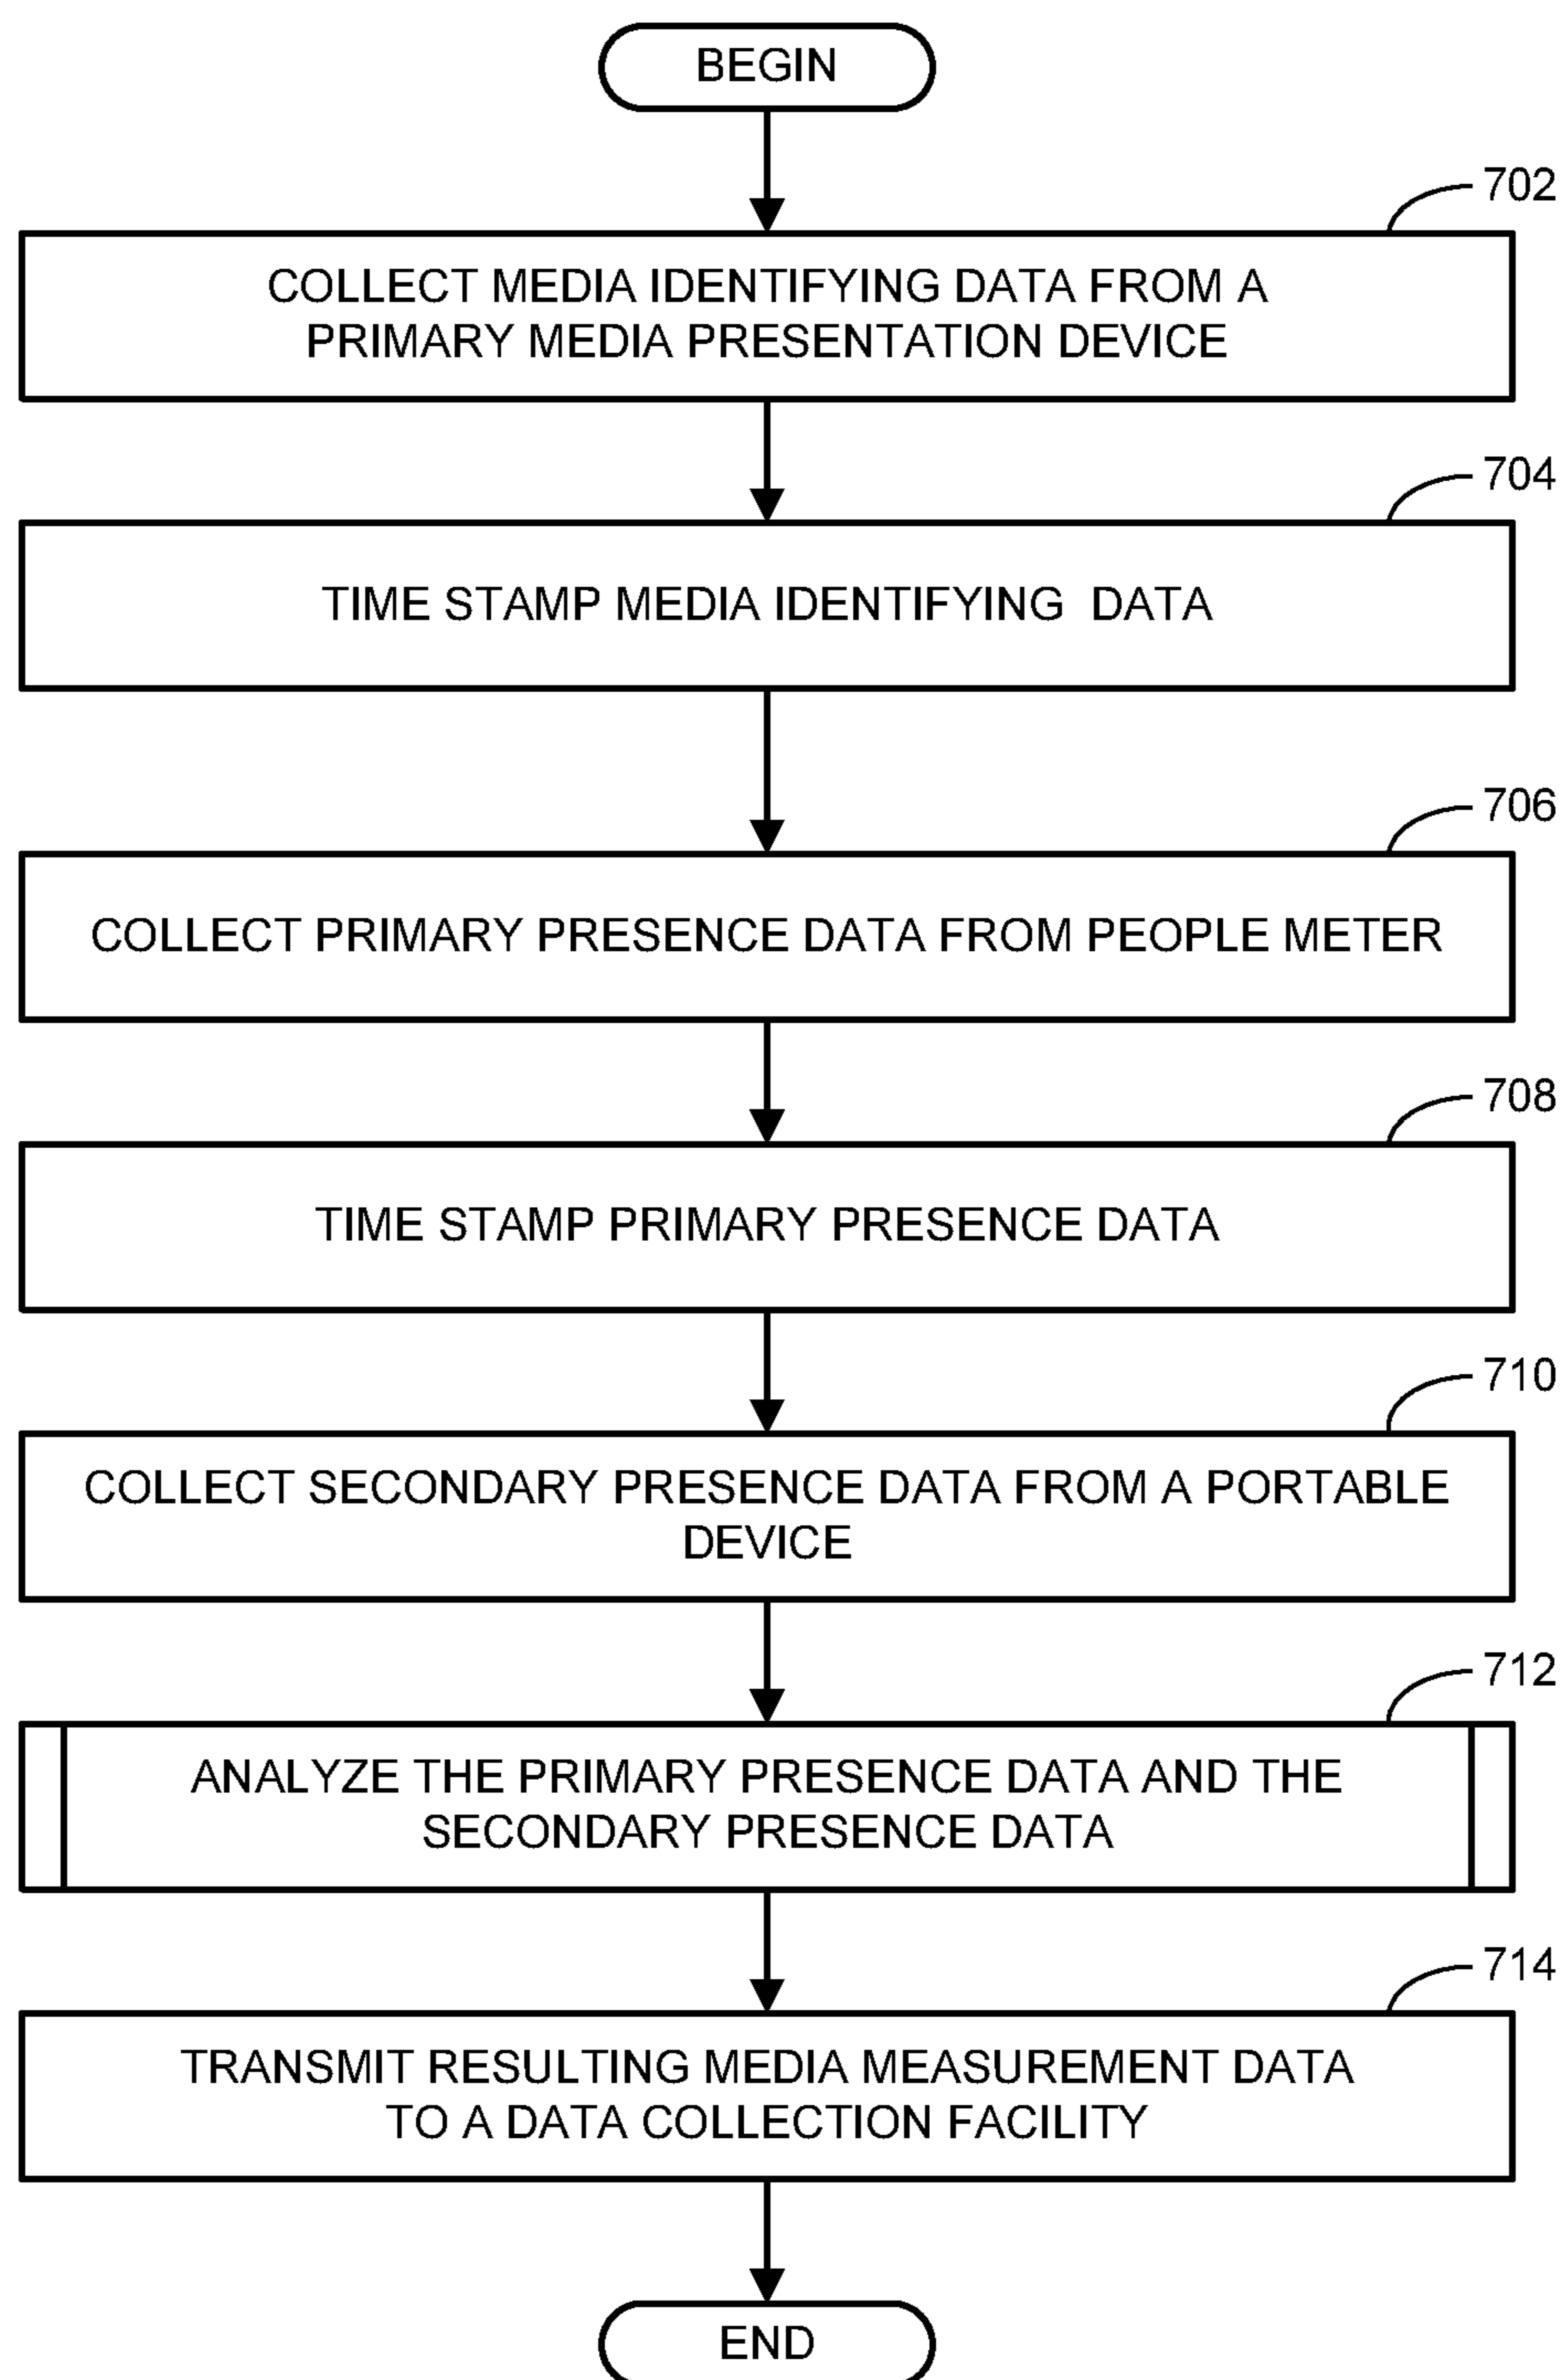 BEGIN
702
COLLECT MEDIA IDENTIFYING DATA FROM A
PRIMARY MEDIA PRESENTATION DEVICE
704
TIME STAMP MEDIA IDENTIFYING DATA
706
COLLECT PRIMARY PRESENCE DATA FROM PEOPLE METER
708
TIME STAMP PRIMARY PRESENCE DATA
710
COLLECT SECONDARY PRESENCE DATA FROM A PORTABLE
DEVICE
712
ANALYZE THE PRIMARY PRESENCE DATA AND THE
SECONDARY PRESENCE DATA
714
TRANSMIT RESULTING MEDIA MEASUREMENT DATA
TO A DATA COLLECTION FACILITY
END